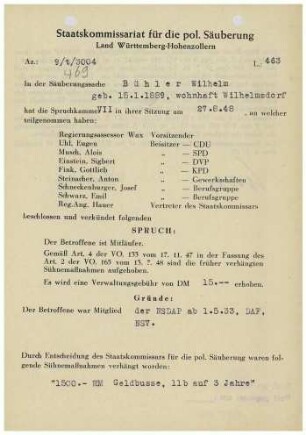 Staatskommissariat für die pol. Säuberung
Land Württemberg-Hohenzollern
Az.: 9/t/3004 L. 463
469
In der Säuberungssache Bühler Wilhelm
geb. 15.1.1889, wohnhaft Wilhelmsdorf
hat die Spruchkammer VII in ihrer Sitzung am 27.8.48 , an welcher
teilgenommen haben:
Regierungsassessor Wax Vorsitzender
Uhl, Eugen Beisitzer — CDU
Musch, Alois „ — SPD
Einstein, Sigbert „ — DVP
Fink, Gottlieb „ — KPD
Steinacher, Anton „ — Gewerkschaften
Schneckenburger, Josef „ — Berufsgruppe
Schwarz, Emil „ — Berufsgruppe
Reg.Ang. Hauer Vertreter des Staatskommissars
beschlossen und verkündet folgenden
SPRUCH:
Der Betroffene ist Mitläufer.
Gemäß Art. 4 der VO. 133 vom 17. 11. 47 in der Fassung des
Art. 2 der VO. 165 vom 13. 7. 48 sind die früher verhängten
Sühnemaßnahmen aufgehoben.
Es wird eine Verwaltungsgebühr von DM 15.-- erhoben.
Gründe:
Der Betroffene war Mitglied der NSDAP ab 1.5.33, DAF,
NSV.
Durch Entscheidung des Staatskommissars für die pol. Säuberung waren fol-
gende Sühnemaßnahmen verhängt worden:
"1500.- RM Geldbusse, 11b auf 3 Jahre"